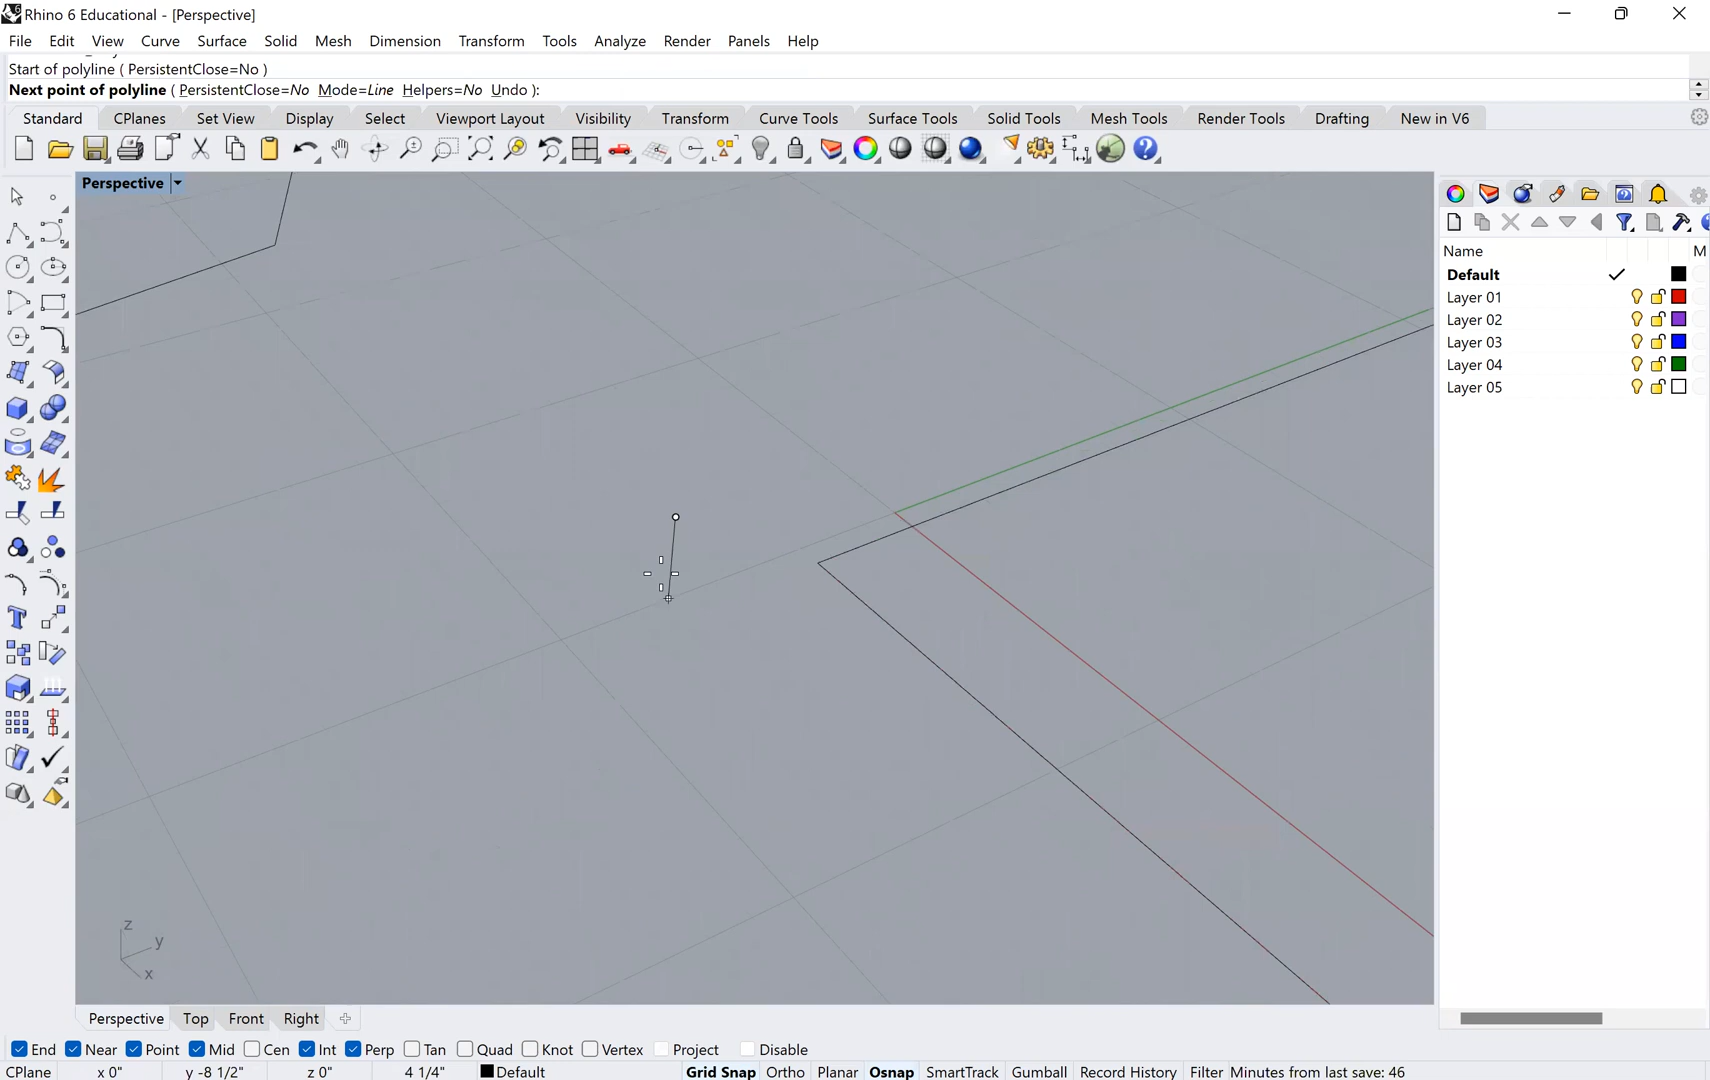 Rhino 6 Educational - [Perspective]
File Edit View Curve Surface Solid Mesh Dimension Transform Tools Analyze Render Panels Help
Start of polyline ( PersistentClose=No )
Next point of polyline ( PersistentClose=No Mode=Line Helpers=No Undo ):
Standard CPlanes Set View Display Select Viewport Layout Visibility Transform Curve Tools Surface Tools Solid Tools Mesh Tools Render Tools Drafting New in V6
Perspective
Name M
Default
Layer 01
Layer 02
Layer 03
Layer 04
Layer 05
z
y
x
Perspective Top Front Right
End Near Point Mid Cen Int Perp Tan Quad Knot Vertex Project Disable
CPlane x 0" y -8 1/2" z 0" 4 1/4" Default Grid Snap Ortho Planar Osnap SmartTrack Gumball Record History Filter Minutes from last save: 46